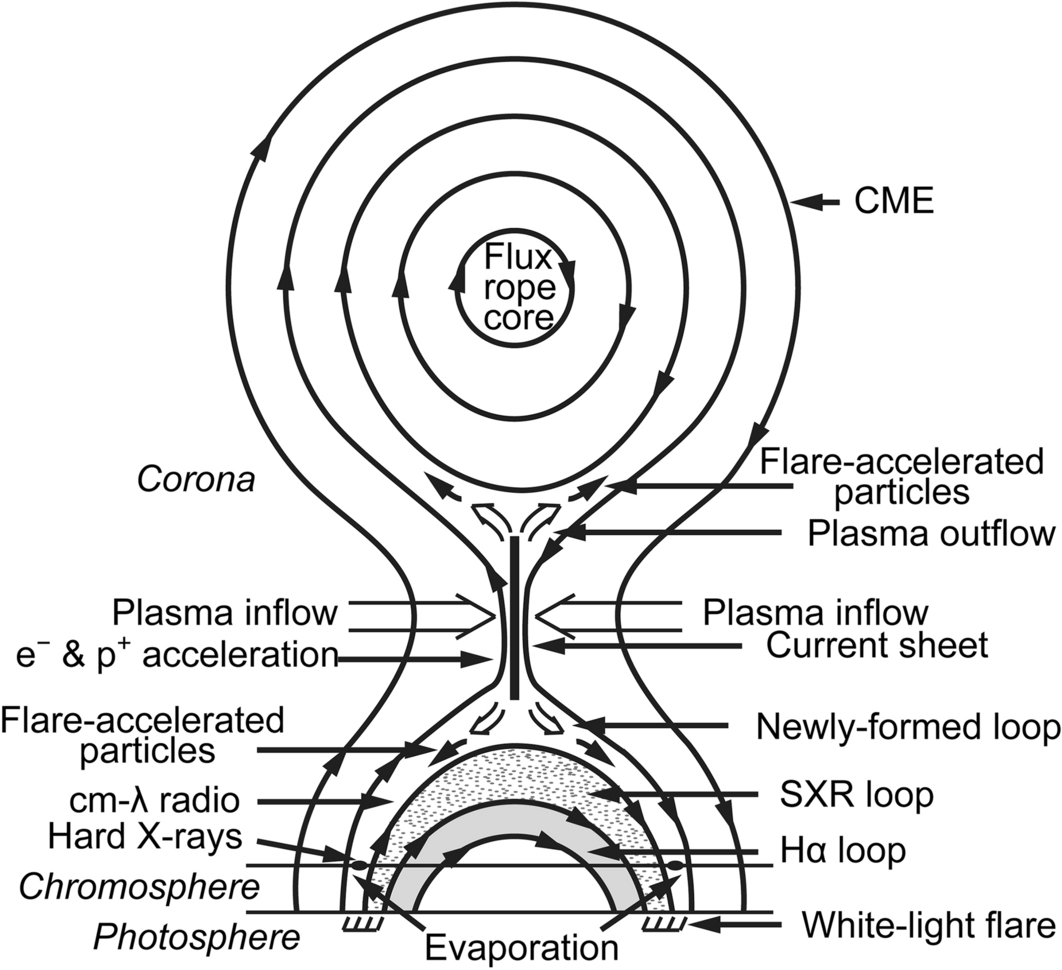 CME
Flux
rope
core
Corona
Flare-accelerated
particles
Plasma outflow
Plasma inflow
Plasma inflow
e⁻ & p⁺ acceleration
Current sheet
Flare-accelerated
particles
Newly-formed loop
cm-λ radio
SXR loop
Hard X-rays
Hα loop
Chromosphere
Photosphere
Evaporation
White-light flare